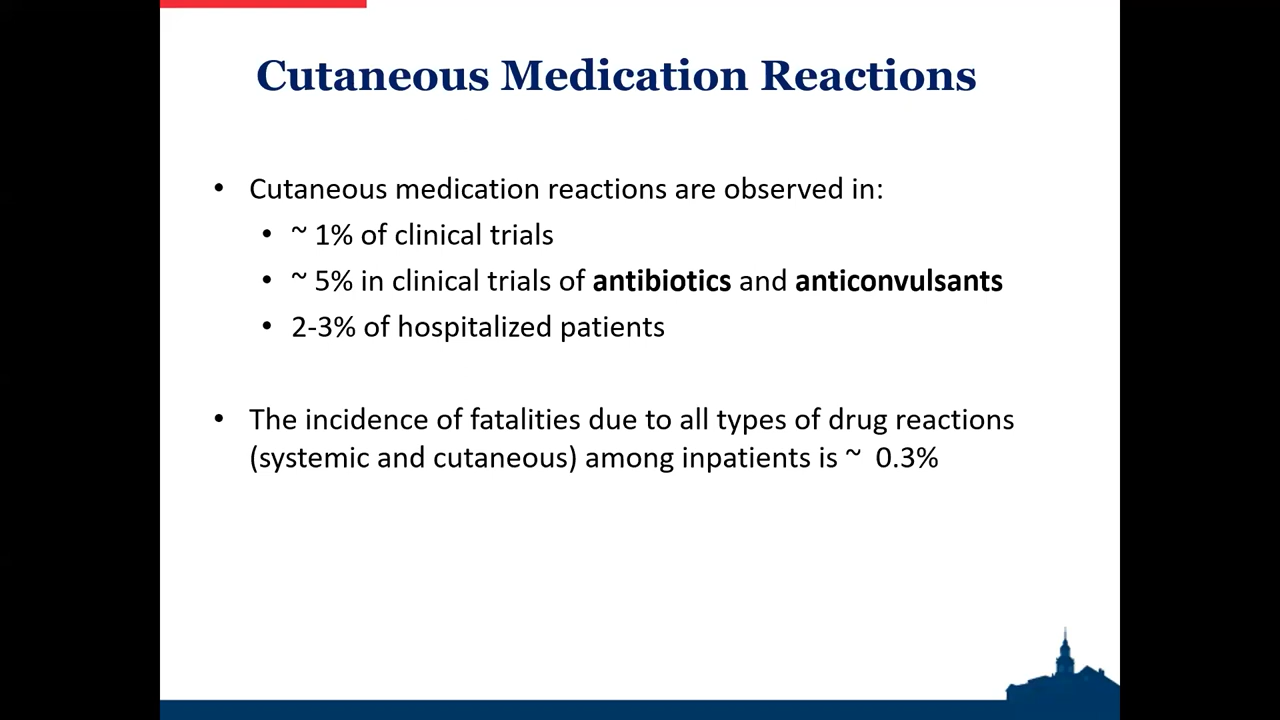 Cutaneous Medication Reactions
• Cutaneous medication reactions are observed in:
• ~ 1% of clinical trials
• ~ 5% in clinical trials of antibiotics and anticonvulsants
• 2-3% of hospitalized patients
• The incidence of fatalities due to all types of drug reactions
(systemic and cutaneous) among inpatients is ~ 0.3%